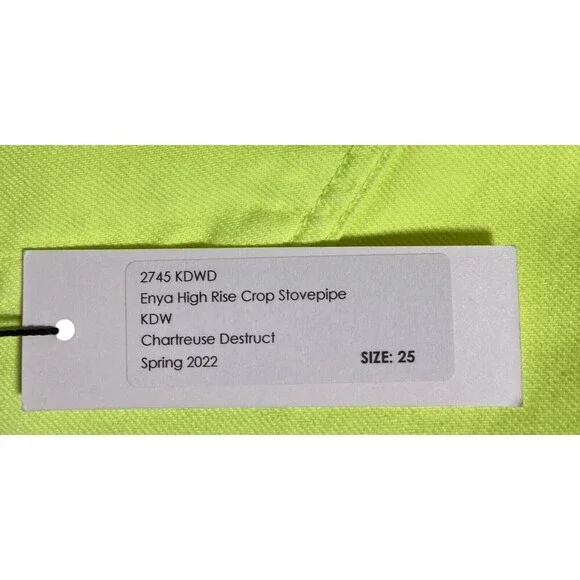 2745 KDWD
Enya High Rise Crop Stovepipe
KDW
Chartreuse Destruct
Spring 2022
SIZE: 25